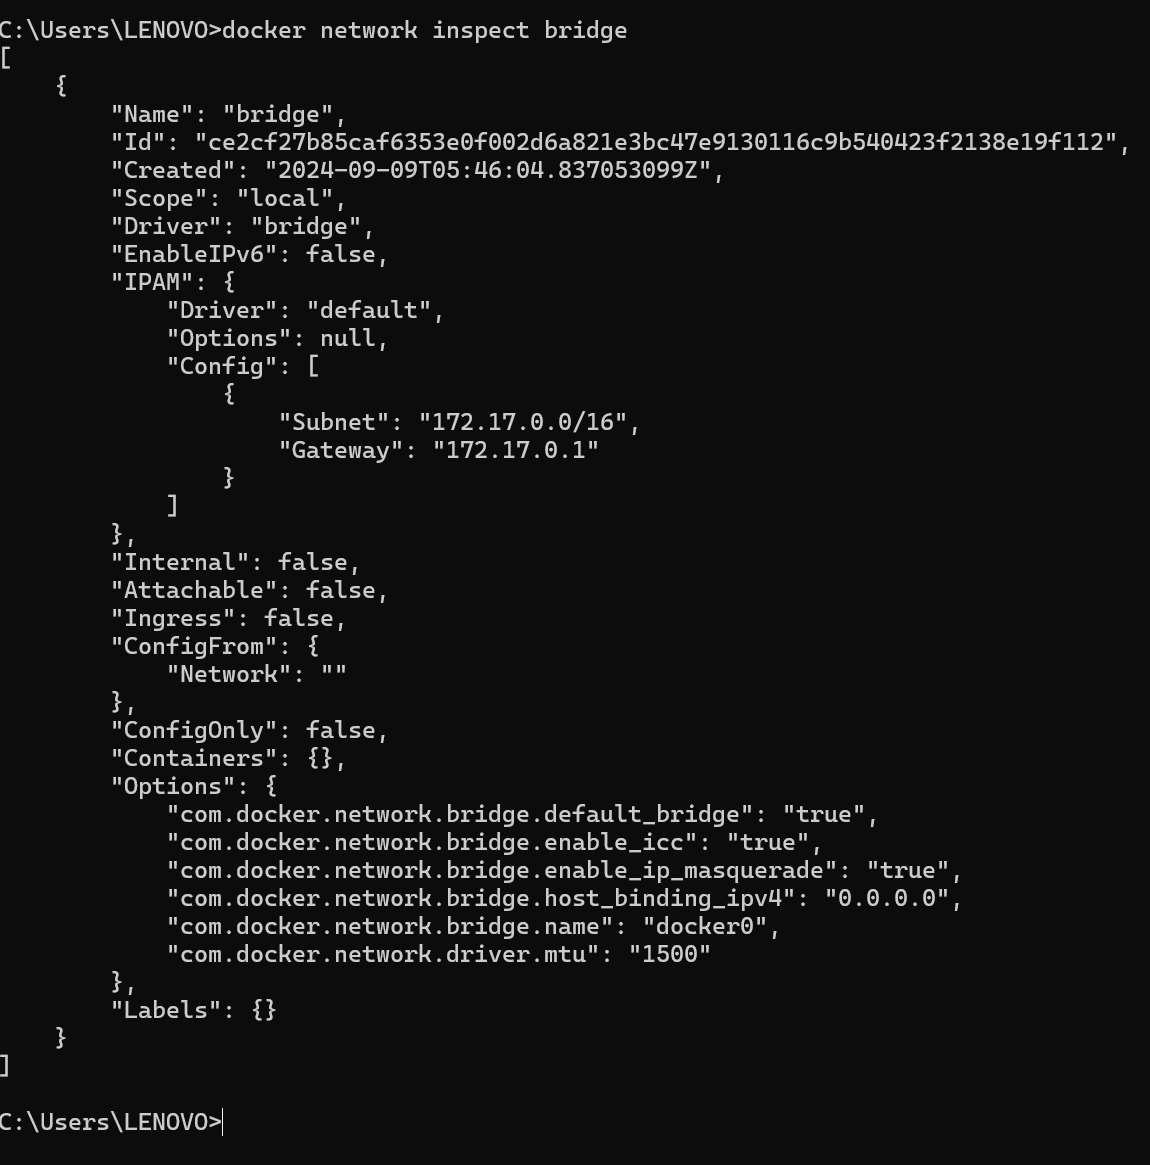 C:\Users\LENOVO>docker network inspect bridge
[
    {
        "Name": "bridge",
        "Id": "ce2cf27b85caf6353e0f002d6a821e3bc47e9130116c9b540423f2138e19f112",
        "Created": "2024-09-09T05:46:04.837053099Z",
        "Scope": "local",
        "Driver": "bridge",
        "EnableIPv6": false,
        "IPAM": {
            "Driver": "default",
            "Options": null,
            "Config": [
                {
                    "Subnet": "172.17.0.0/16",
                    "Gateway": "172.17.0.1"
                }
            ]
        },
        "Internal": false,
        "Attachable": false,
        "Ingress": false,
        "ConfigFrom": {
            "Network": ""
        },
        "ConfigOnly": false,
        "Containers": {},
        "Options": {
            "com.docker.network.bridge.default_bridge": "true",
            "com.docker.network.bridge.enable_icc": "true",
            "com.docker.network.bridge.enable_ip_masquerade": "true",
            "com.docker.network.bridge.host_binding_ipv4": "0.0.0.0",
            "com.docker.network.bridge.name": "docker0",
            "com.docker.network.driver.mtu": "1500"
        },
        "Labels": {}
    }
]
C:\Users\LENOVO>